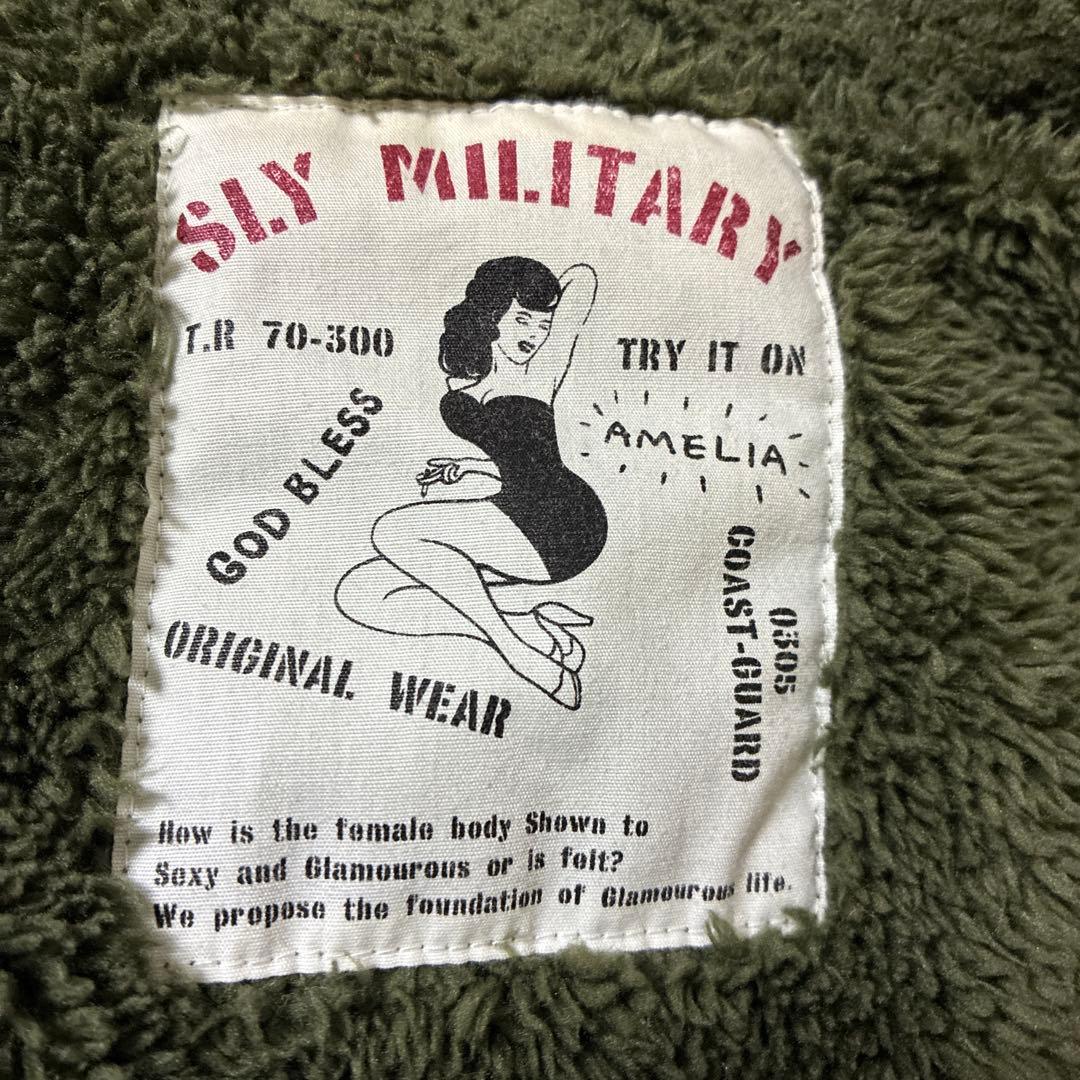 SLY MILITARY
T.R 70-300
TRY IT ON
AMELIA
GOD BLESS
COAST-GUARD
0305
ORIGINAL WEAR
How is the female body Shown to
Sexy and Glamourous or is felt?
We propose the foundation of Glamourous life.